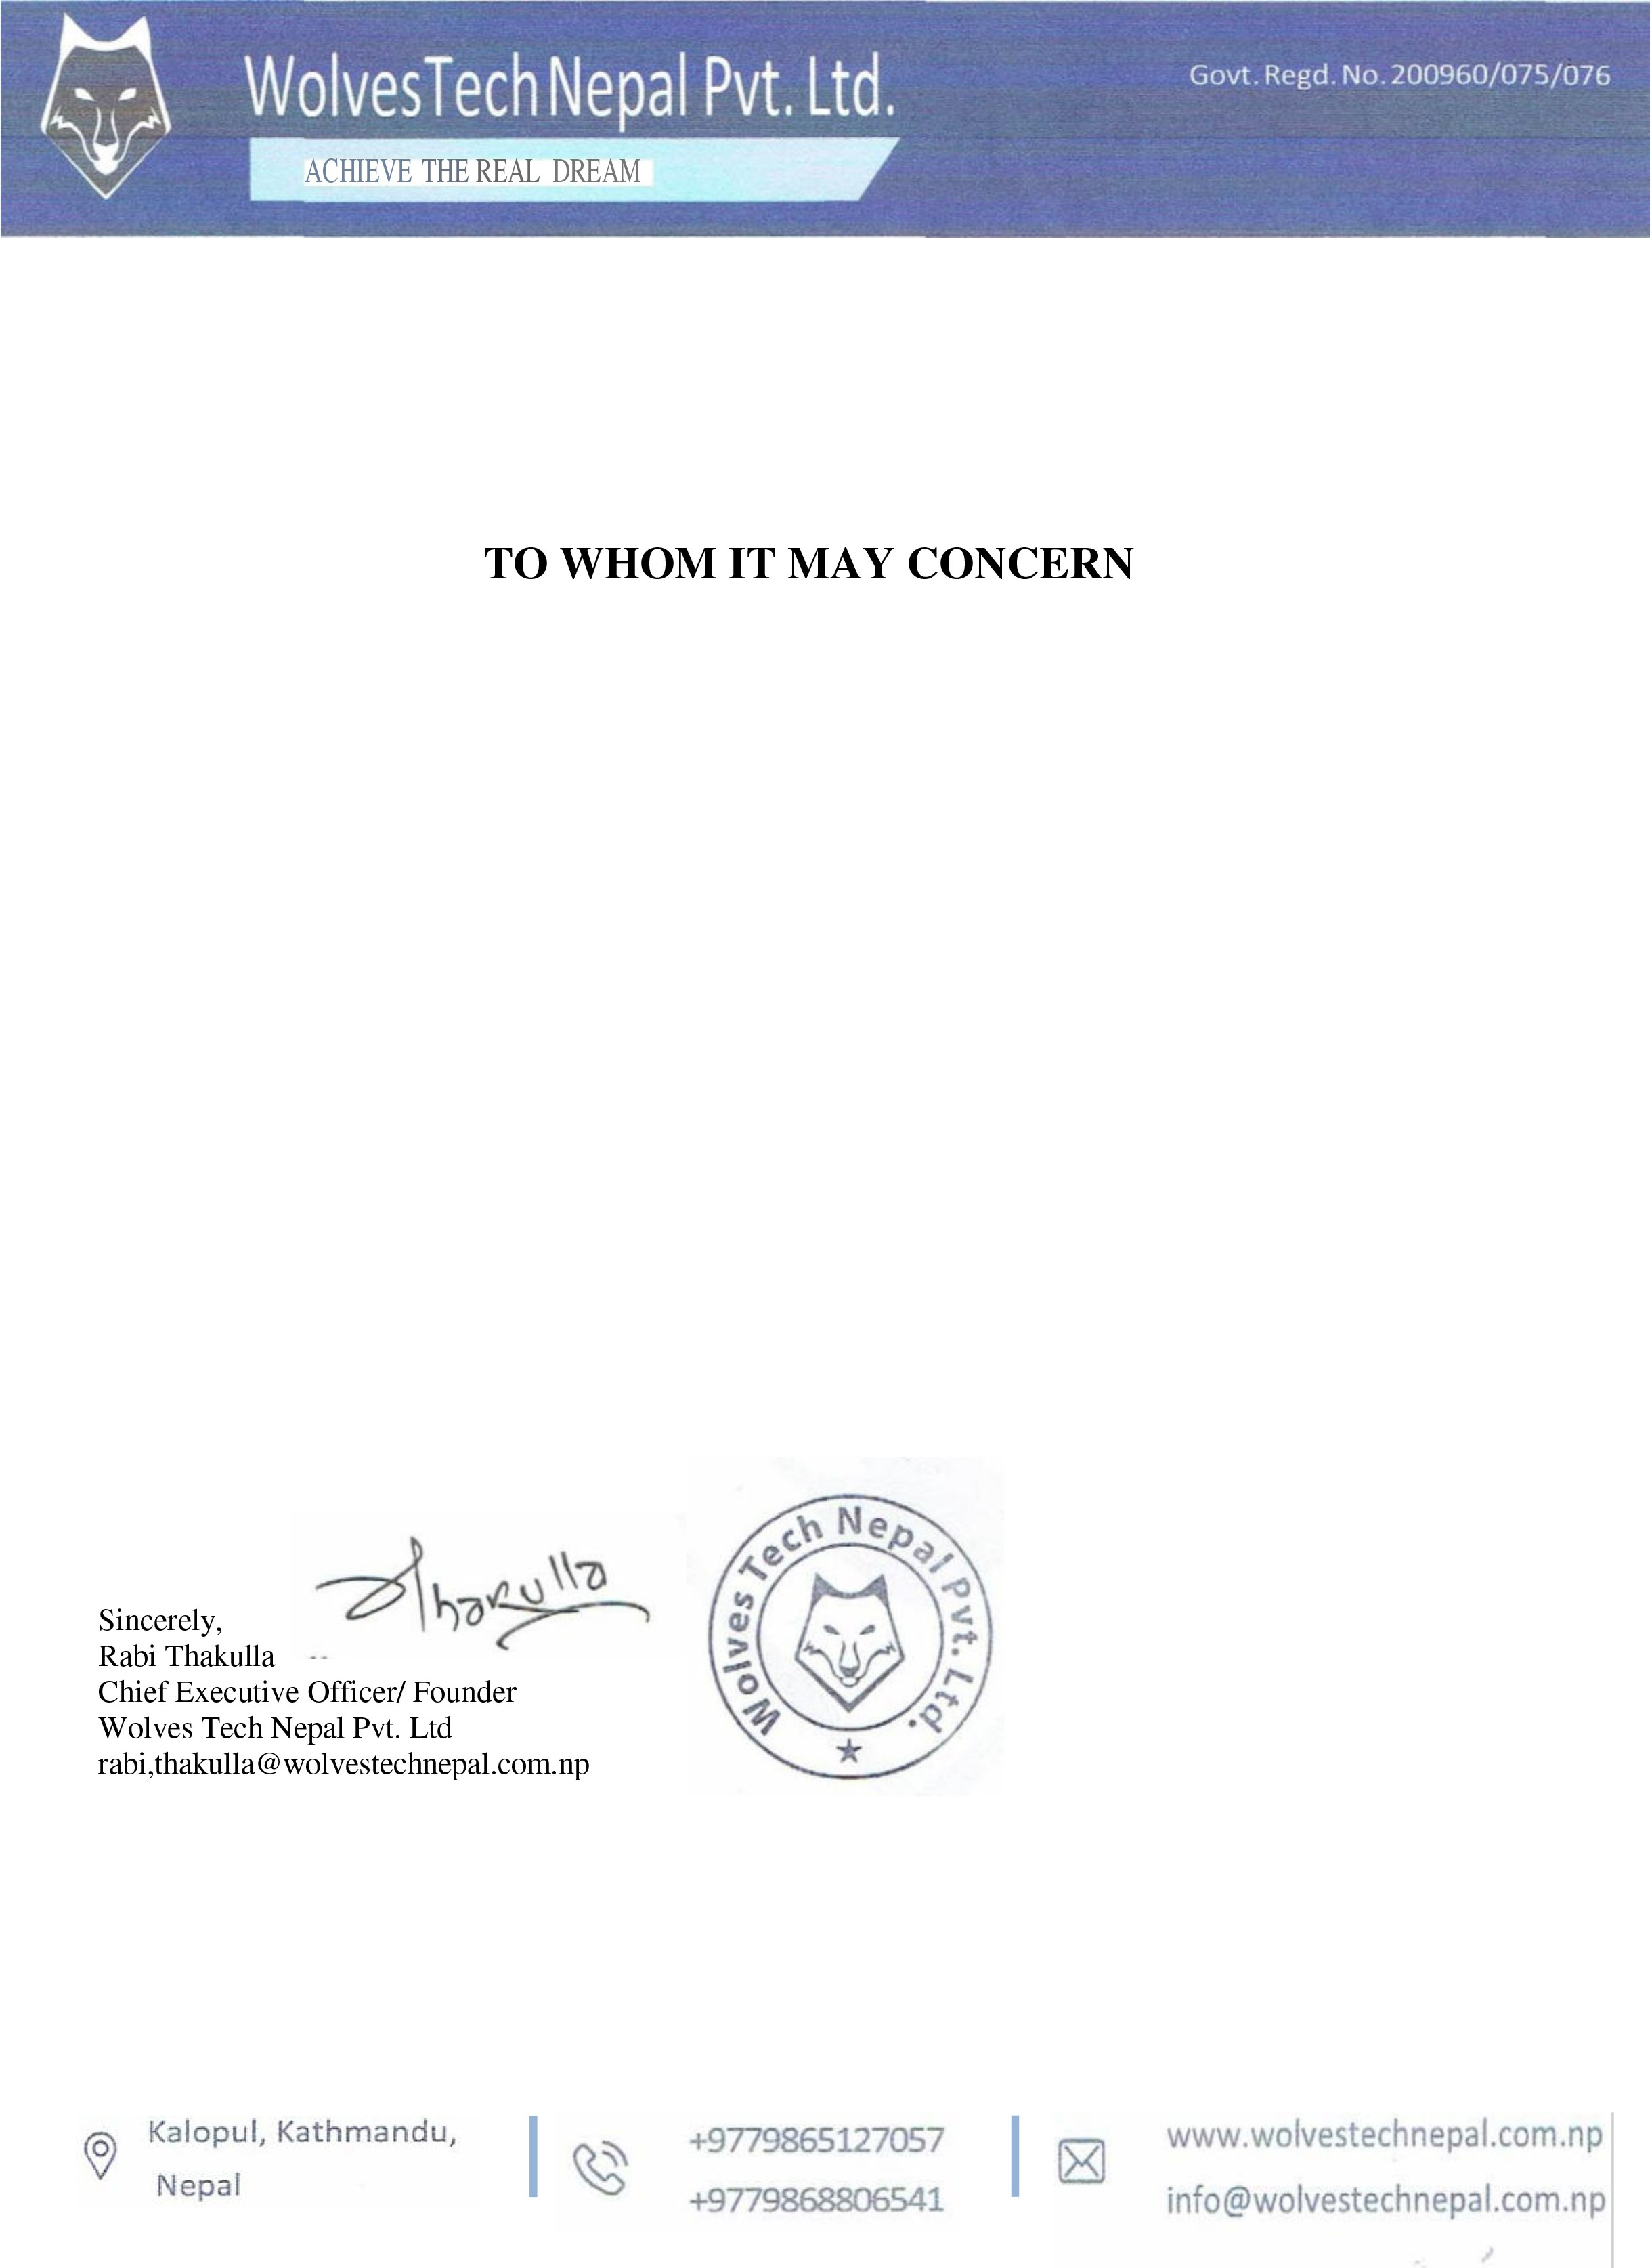 WolvesTech Nepal Pvt. Ltd.
Govt. Regd. No. 200960/075/076
ACHIEVE THE REAL DREAM
TO WHOM IT MAY CONCERN
Thakulla
Wolves Tech Nepal Pvt. Ltd.
Sincerely,
Rabi Thakulla
Chief Executive Officer/ Founder
Wolves Tech Nepal Pvt. Ltd
rabi,thakulla@wolvestechnepal.com.np
Kalopul, Kathmandu,
Nepal
+9779865127057
+9779868806541
www.wolvestechnepal.com.np
info@wolvestechnepal.com.np